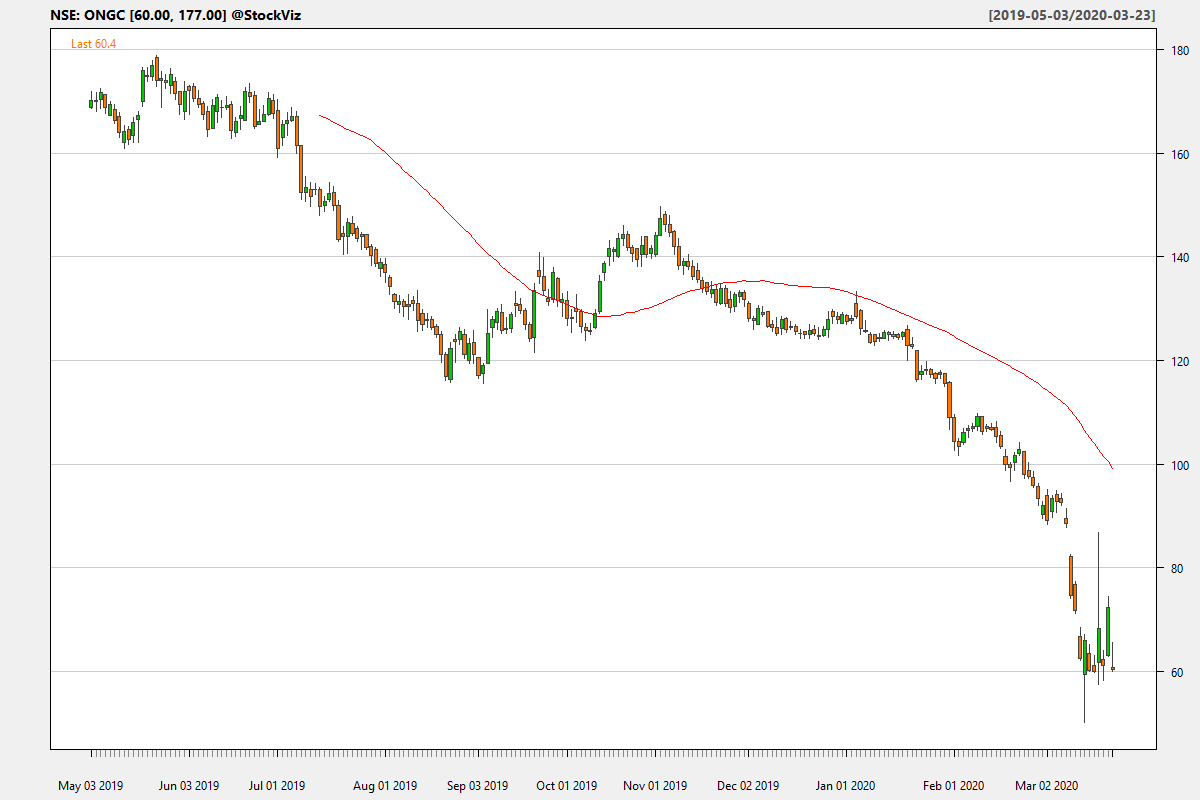 NSE: ONGC [60.00, 177.00] @StockViz
[2019-05-03/2020-03-23]
Last 60.4
180
160
140
120
100
80
60
May 03 2019 Jun 03 2019 Jul 01 2019 Aug 01 2019 Sep 03 2019 Oct 01 2019 Nov 01 2019 Dec 02 2019 Jan 01 2020 Feb 01 2020 Mar 02 2020